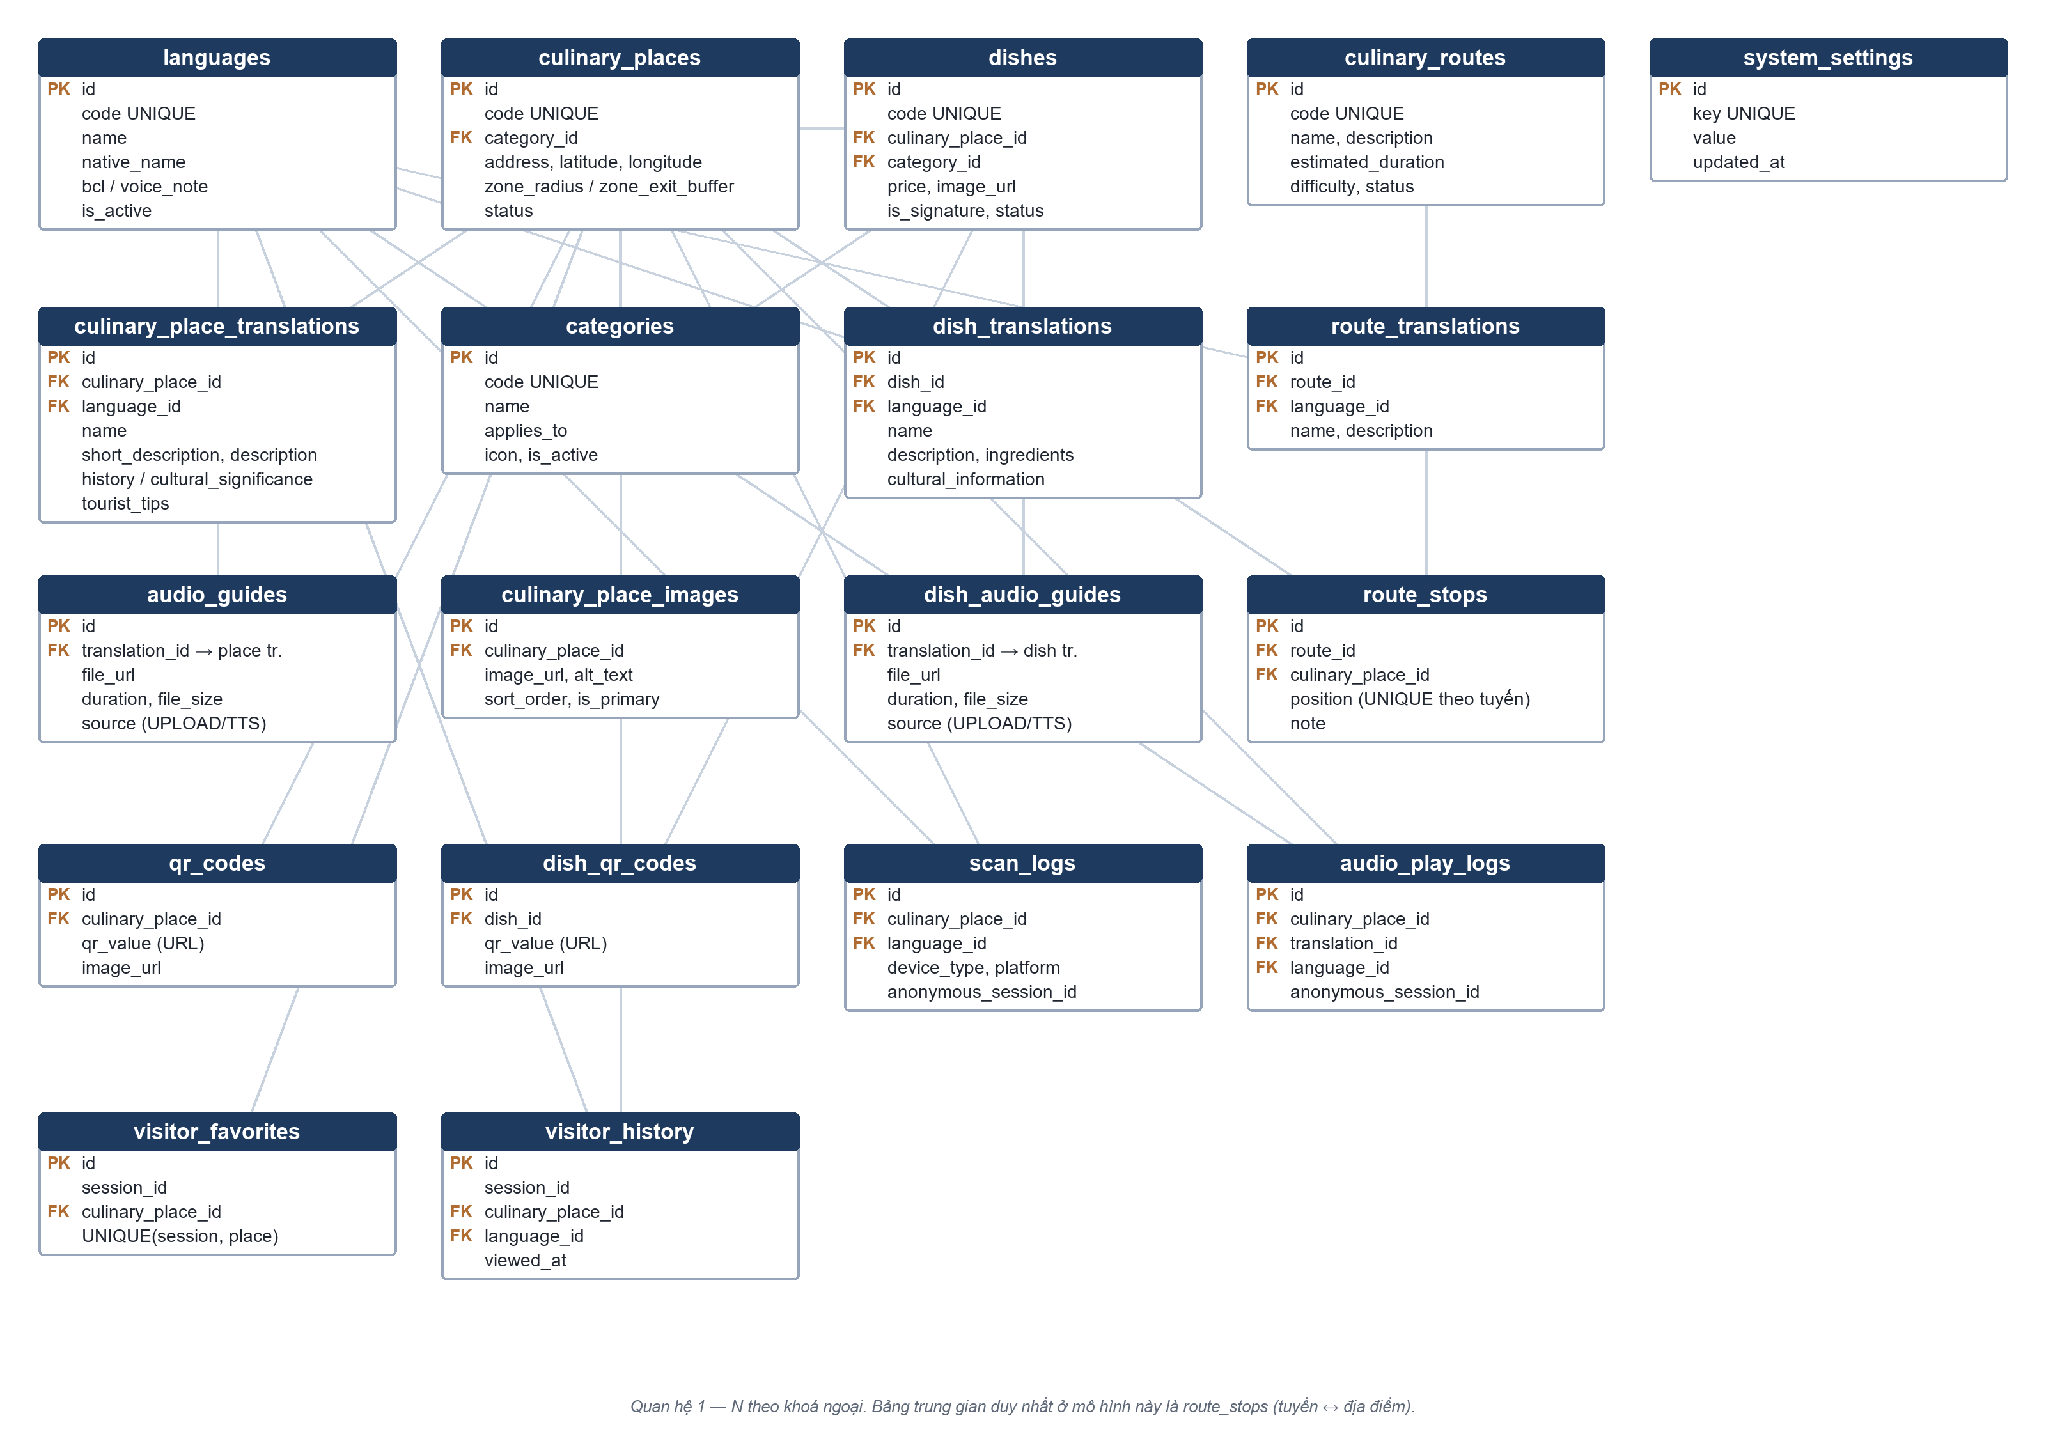 languages
PK id
code UNIQUE
name
native_name
bcl / voice_note
is_active
culinary_places
PK id
code UNIQUE
FK category_id
address, latitude, longitude
zone_radius / zone_exit_buffer
status
dishes
PK id
code UNIQUE
FK culinary_place_id
FK category_id
price, image_url
is_signature, status
culinary_routes
PK id
code UNIQUE
name, description
estimated_duration
difficulty, status
system_settings
PK id
key UNIQUE
value
updated_at
culinary_place_translations
PK id
FK culinary_place_id
FK language_id
name
short_description, description
history / cultural_significance
tourist_tips
categories
PK id
code UNIQUE
name
applies_to
icon, is_active
dish_translations
PK id
FK dish_id
FK language_id
name
description, ingredients
cultural_information
route_translations
PK id
FK route_id
FK language_id
name, description
audio_guides
PK id
FK translation_id → place tr.
file_url
duration, file_size
source (UPLOAD/TTS)
culinary_place_images
PK id
FK culinary_place_id
image_url, alt_text
sort_order, is_primary
dish_audio_guides
PK id
FK translation_id → dish tr.
file_url
duration, file_size
source (UPLOAD/TTS)
route_stops
PK id
FK route_id
FK culinary_place_id
position (UNIQUE theo tuyến)
note
qr_codes
PK id
FK culinary_place_id
qr_value (URL)
image_url
dish_qr_codes
PK id
FK dish_id
qr_value (URL)
image_url
scan_logs
PK id
FK culinary_place_id
FK language_id
device_type, platform
anonymous_session_id
audio_play_logs
PK id
FK culinary_place_id
FK translation_id
FK language_id
anonymous_session_id
visitor_favorites
PK id
session_id
FK culinary_place_id
UNIQUE(session, place)
visitor_history
PK id
session_id
FK culinary_place_id
FK language_id
viewed_at
Quan hệ 1 — N theo khoá ngoại. Bảng trung gian duy nhất ở mô hình này là route_stops (tuyến ↔ địa điểm).